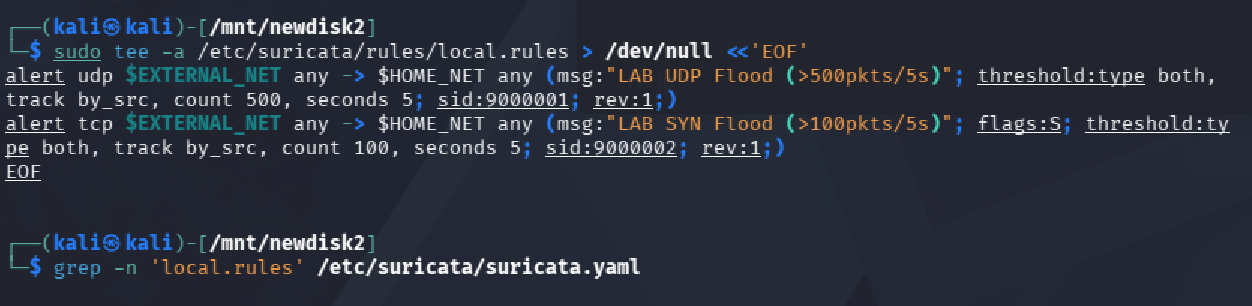 ┌──(kali㉿kali)-[/mnt/newdisk2]
└─$ sudo tee -a /etc/suricata/rules/local.rules > /dev/null <<'EOF'
alert udp $EXTERNAL_NET any -> $HOME_NET any (msg:"LAB UDP Flood (>500pkts/5s)"; threshold:type both,
track by_src, count 500, seconds 5; sid:9000001; rev:1;)
alert tcp $EXTERNAL_NET any -> $HOME_NET any (msg:"LAB SYN Flood (>100pkts/5s)"; flags:S; threshold:ty
pe both, track by_src, count 100, seconds 5; sid:9000002; rev:1;)
EOF
┌──(kali㉿kali)-[/mnt/newdisk2]
└─$ grep -n 'local.rules' /etc/suricata/suricata.yaml